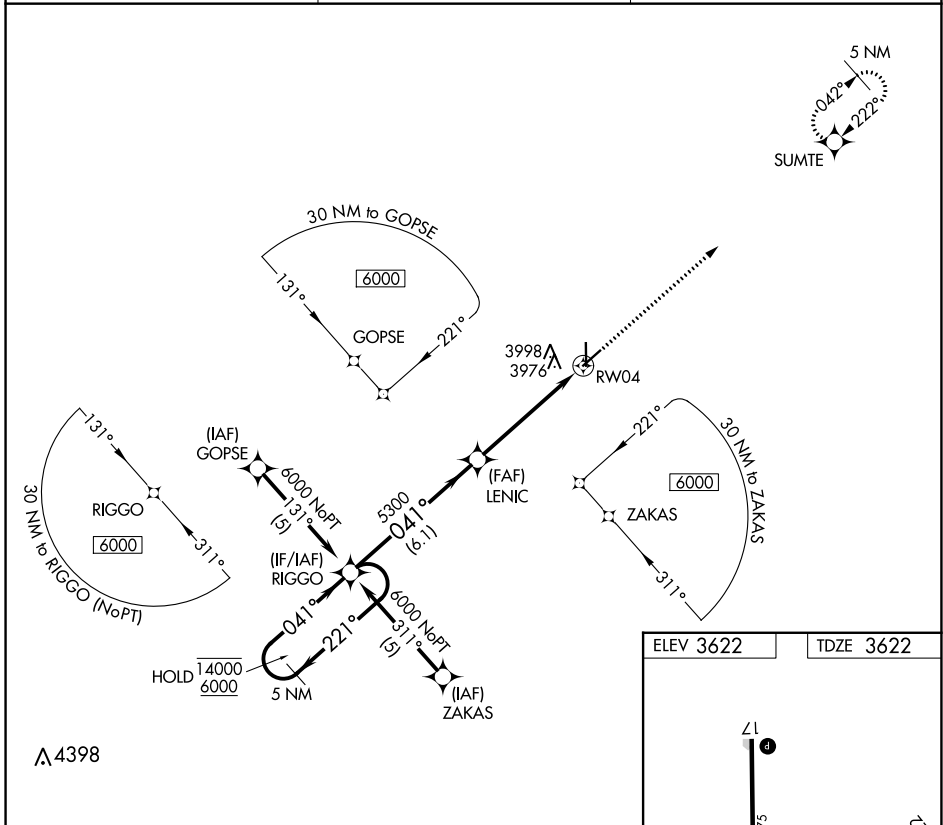 5 NM
042°
222°
SUMTE
30 NM to GOPSE
6000
131°
GOPSE
221°
3998
3976
RW04
131°
RIGGO
6000
311°
30 NM to RIGGO (NoPT)
(IAF)
GOPSE
6000 NoPT
131°
(5)
(FAF)
LENIC
5300
041°
(6.1)
221°
6000
ZAKAS
311°
30 NM to ZAKAS
(IF/IAF)
RIGGO
041°
221°
6000 NoPT
311°
(5)
HOLD
14000
6000
5 NM
(IAF)
ZAKAS
4398
ELEV 3622
TDZE 3622
17
P
75